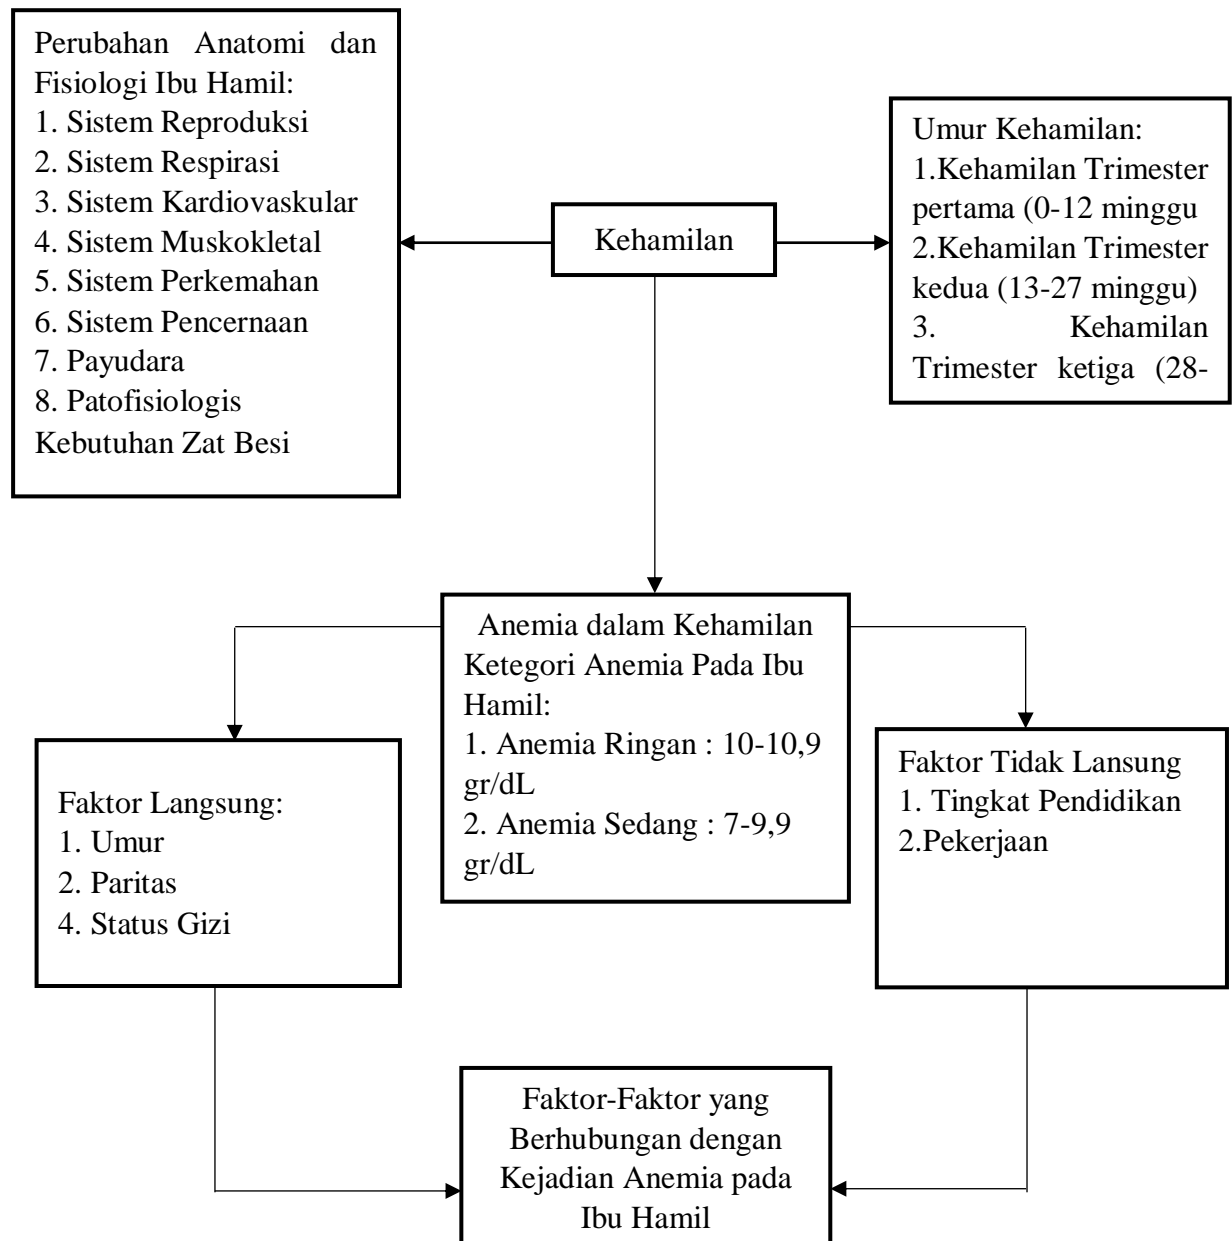 Perubahan Anatomi dan
Fisiologi Ibu Hamil:
1. Sistem Reproduksi
2. Sistem Respirasi
3. Sistem Kardiovaskular
4. Sistem Muskokletal
5. Sistem Perkemahan
6. Sistem Pencernaan
7. Payudara
8. Patofisiologis
Kebutuhan Zat Besi
Kehamilan
Umur Kehamilan:
1.Kehamilan Trimester
pertama (0-12 minggu
2.Kehamilan Trimester
kedua (13-27 minggu)
3. Kehamilan
Trimester ketiga (28-
Anemia dalam Kehamilan
Ketegori Anemia Pada Ibu
Hamil:
1. Anemia Ringan : 10-10,9
gr/dL
2. Anemia Sedang : 7-9,9
gr/dL
Faktor Langsung:
1. Umur
2. Paritas
4. Status Gizi
Faktor Tidak Lansung
1. Tingkat Pendidikan
2.Pekerjaan
Faktor-Faktor yang
Berhubungan dengan
Kejadian Anemia pada
Ibu Hamil